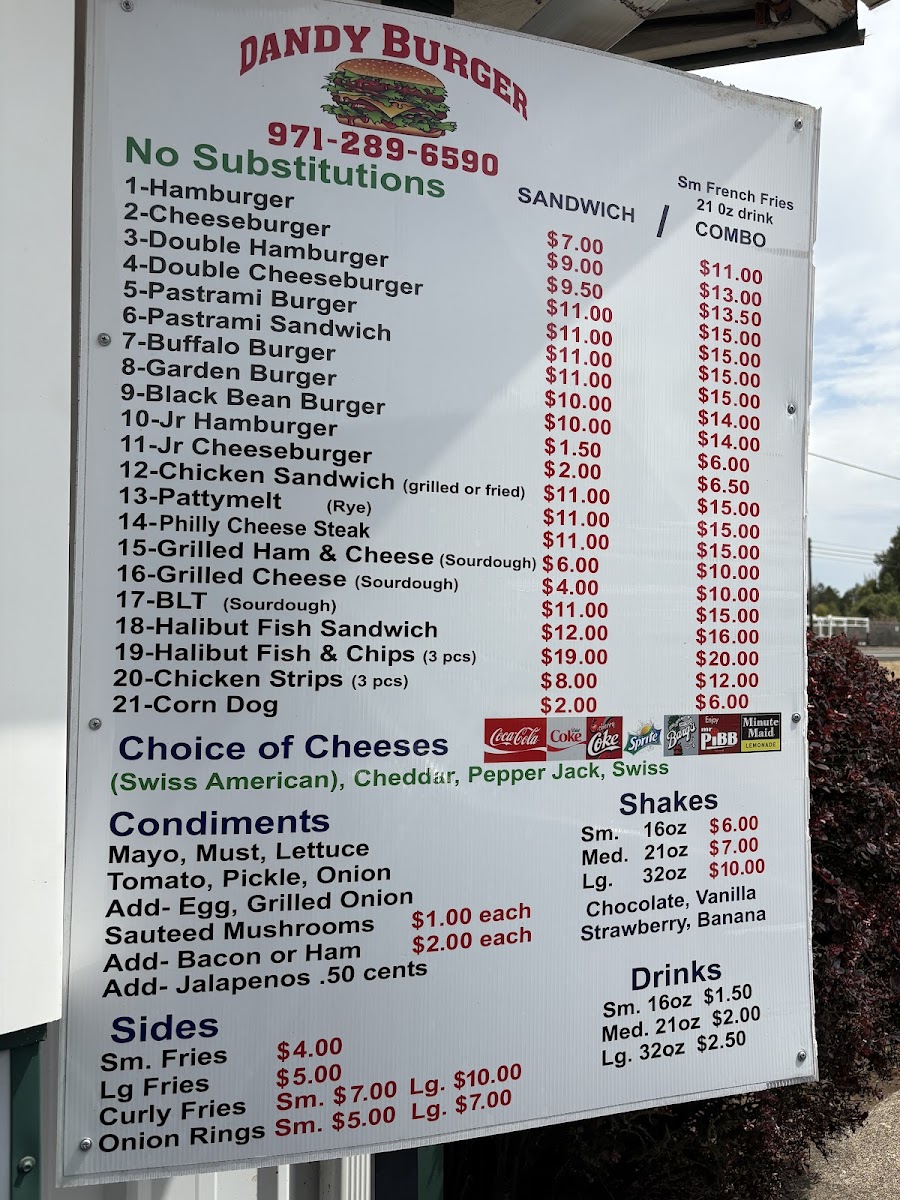 DANDY BURGER
971-289-6590
No Substitutions
SANDWICH / Sm French Fries
21 0z drink
COMBO
1-Hamburger $7.00 $11.00
2-Cheeseburger $9.00 $13.00
3-Double Hamburger $9.50 $13.50
4-Double Cheeseburger $11.00 $15.00
5-Pastrami Burger $11.00 $15.00
6-Pastrami Sandwich $11.00 $15.00
7-Buffalo Burger $11.00 $15.00
8-Garden Burger $10.00 $14.00
9-Black Bean Burger $10.00 $14.00
10-Jr Hamburger $1.50 $6.00
11-Jr Cheeseburger $2.00 $6.50
12-Chicken Sandwich (grilled or fried) $11.00 $15.00
13-Pattymelt (Rye) $11.00 $15.00
14-Philly Cheese Steak $11.00 $15.00
15-Grilled Ham & Cheese (Sourdough) $6.00 $10.00
16-Grilled Cheese (Sourdough) $4.00 $10.00
17-BLT (Sourdough) $11.00 $15.00
18-Halibut Fish Sandwich $12.00 $16.00
19-Halibut Fish & Chips (3 pcs) $19.00 $20.00
20-Chicken Strips (3 pcs) $8.00 $12.00
21-Corn Dog $2.00 $6.00
Coca-Cola Coke Coke Sprite Barq's Enjoy mr PiBB Minute Maid LEMONADE
Choice of Cheeses
(Swiss American), Cheddar, Pepper Jack, Swiss
Condiments
Mayo, Must, Lettuce
Tomato, Pickle, Onion
Add- Egg, Grilled Onion
Sauteed Mushrooms $1.00 each
Add- Bacon or Ham $2.00 each
Add- Jalapenos .50 cents
Sides
Sm. Fries $4.00
Lg Fries $5.00
Curly Fries Sm. $7.00 Lg. $10.00
Onion Rings Sm. $5.00 Lg. $7.00
Shakes
Sm. 16oz $6.00
Med. 21oz $7.00
Lg. 32oz $10.00
Chocolate, Vanilla
Strawberry, Banana
Drinks
Sm. 16oz $1.50
Med. 21oz $2.00
Lg. 32oz $2.50